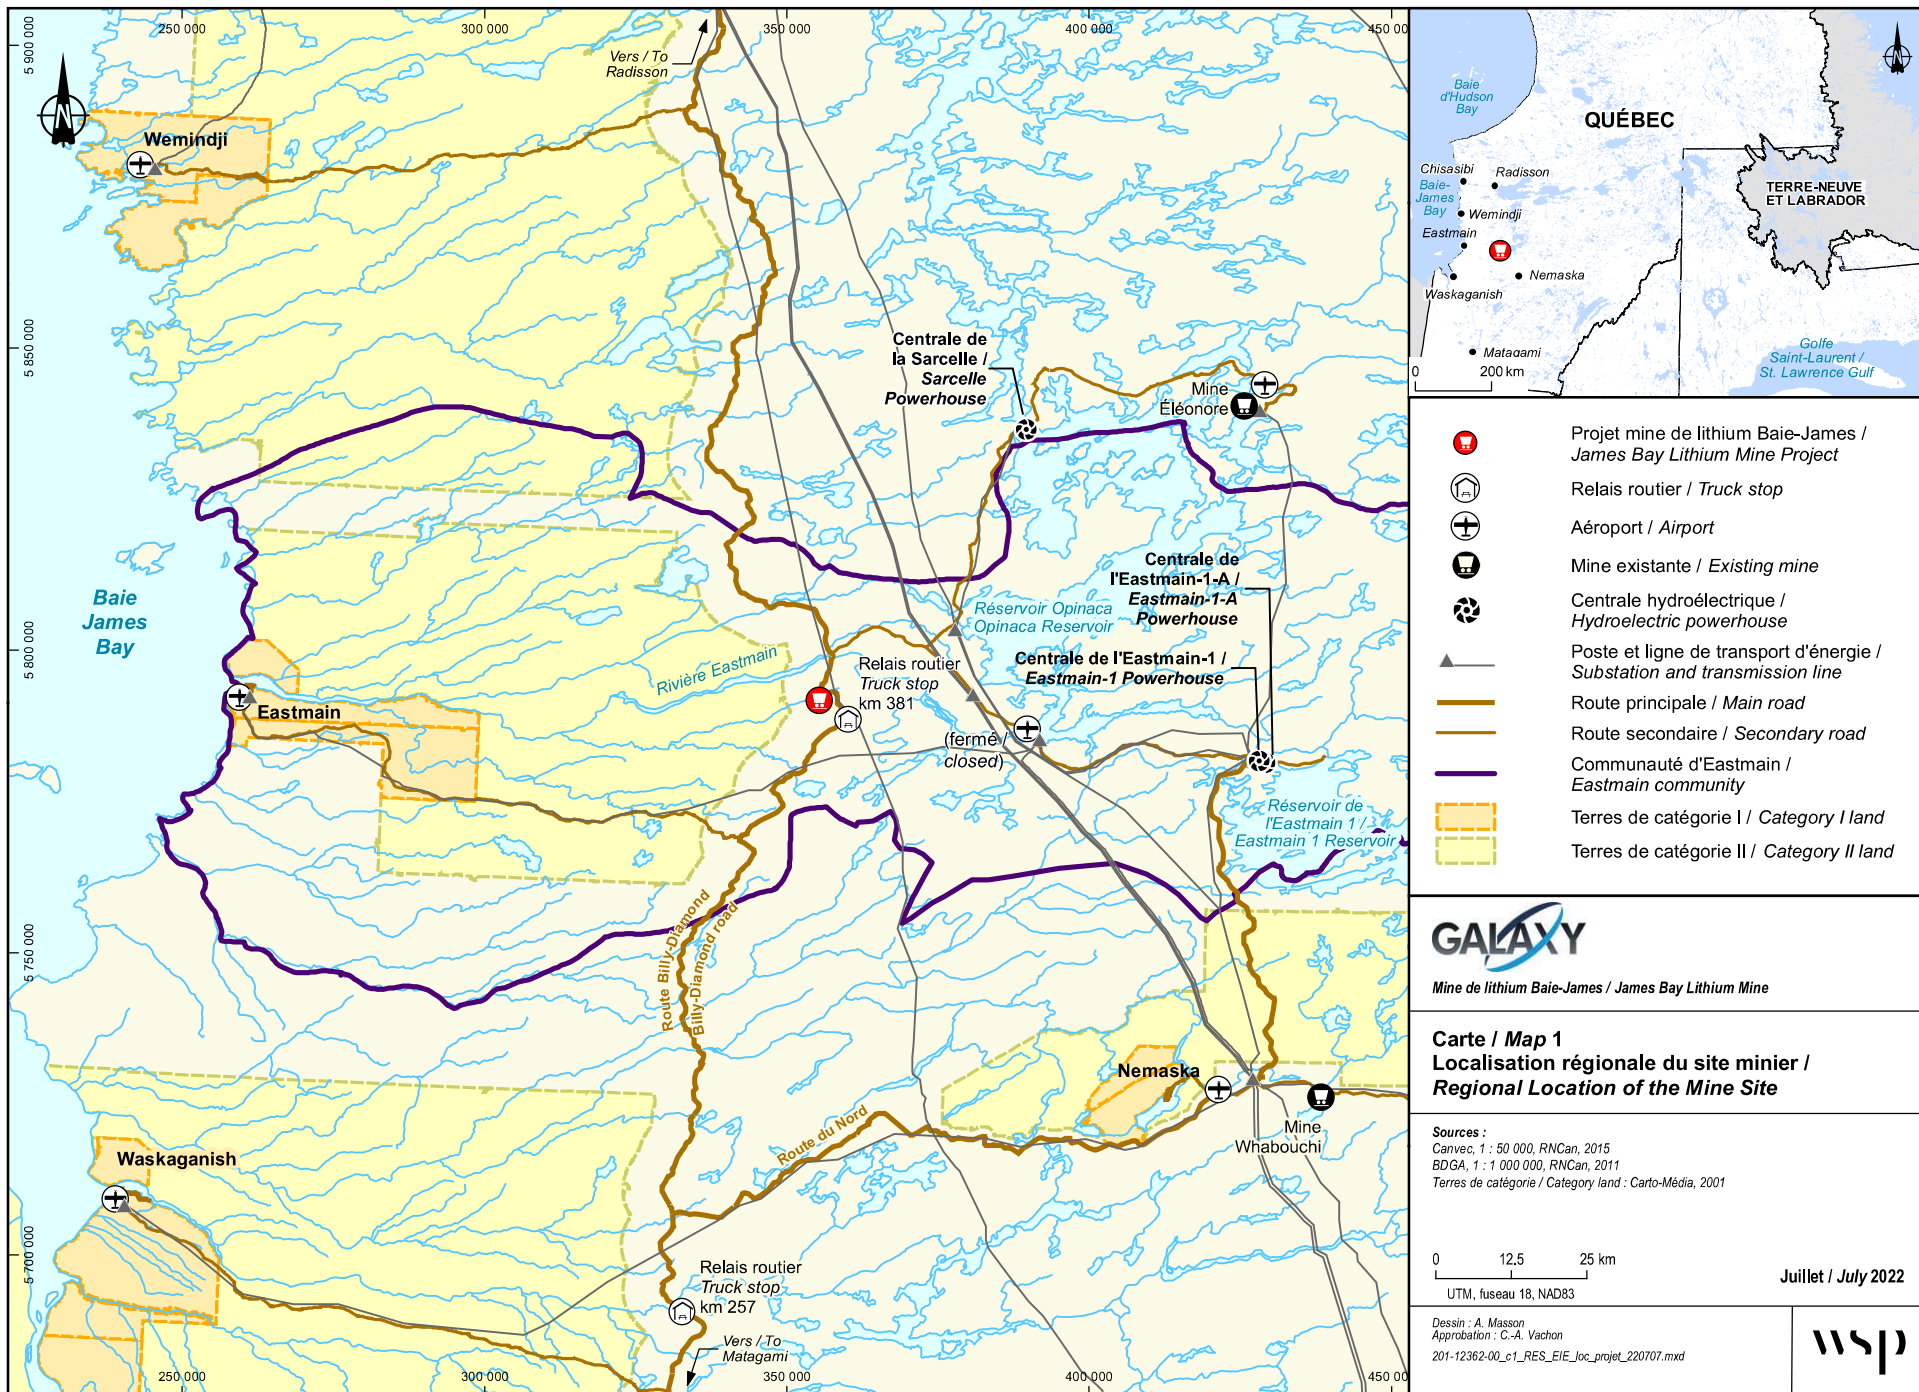 250 000
300 000
350 000
400 000
450 00
5 900 000
5 850 000
5 800 000
5 750 000
5 700 000
250 000
300 000
350 000
400 000
450 00
N
Vers / To
Radisson
Wemindji
Centrale de
la Sarcelle /
Sarcelle
Powerhouse
Mine
Éléonore
Baie
James
Bay
Centrale de
l'Eastmain-1-A /
Eastmain-1-A
Powerhouse
Réservoir Opinaca
Opinaca Reservoir
Centrale de l'Eastmain-1 /
Eastmain-1 Powerhouse
Rivière Eastmain
Relais routier
Truck stop
km 381
Eastmain
(fermé /
closed)
Réservoir de
l'Eastmain 1 /
Eastmain 1 Reservoir
Route Billy-Diamond
Billy-Diamond road
Nemaska
Route du Nord
Mine
Whabouchi
Waskaganish
Relais routier
Truck stop
km 257
Vers / To
Matagami
N
Baie
d'Hudson
Bay
QUÉBEC
Chisasibi
Radisson
Baie-
James
Bay
Wemindji
TERRE-NEUVE
ET LABRADOR
Eastmain
Nemaska
Waskaganish
Matagami
Golfe
Saint-Laurent /
St. Lawrence Gulf
0 200 km
Projet mine de lithium Baie-James /
James Bay Lithium Mine Project
Relais routier / Truck stop
Aéroport / Airport
Mine existante / Existing mine
Centrale hydroélectrique /
Hydroelectric powerhouse
Poste et ligne de transport d'énergie /
Substation and transmission line
Route principale / Main road
Route secondaire / Secondary road
Communauté d'Eastmain /
Eastmain community
Terres de catégorie I / Category I land
Terres de catégorie II / Category II land
GALAXY
Mine de lithium Baie-James / James Bay Lithium Mine
Carte / Map 1
Localisation régionale du site minier /
Regional Location of the Mine Site
Sources :
Canvec, 1 : 50 000, RNCan, 2015
BDGA, 1 : 1 000 000, RNCan, 2011
Terres de catégorie / Category land : Carto-Média, 2001
0 12.5 25 km
UTM, fuseau 18, NAD83
Juillet / July 2022
Dessin : A. Masson
Approbation : C.-A. Vachon
201-12362-00_c1_RES_EIE_loc_projet_220707.mxd
wsp